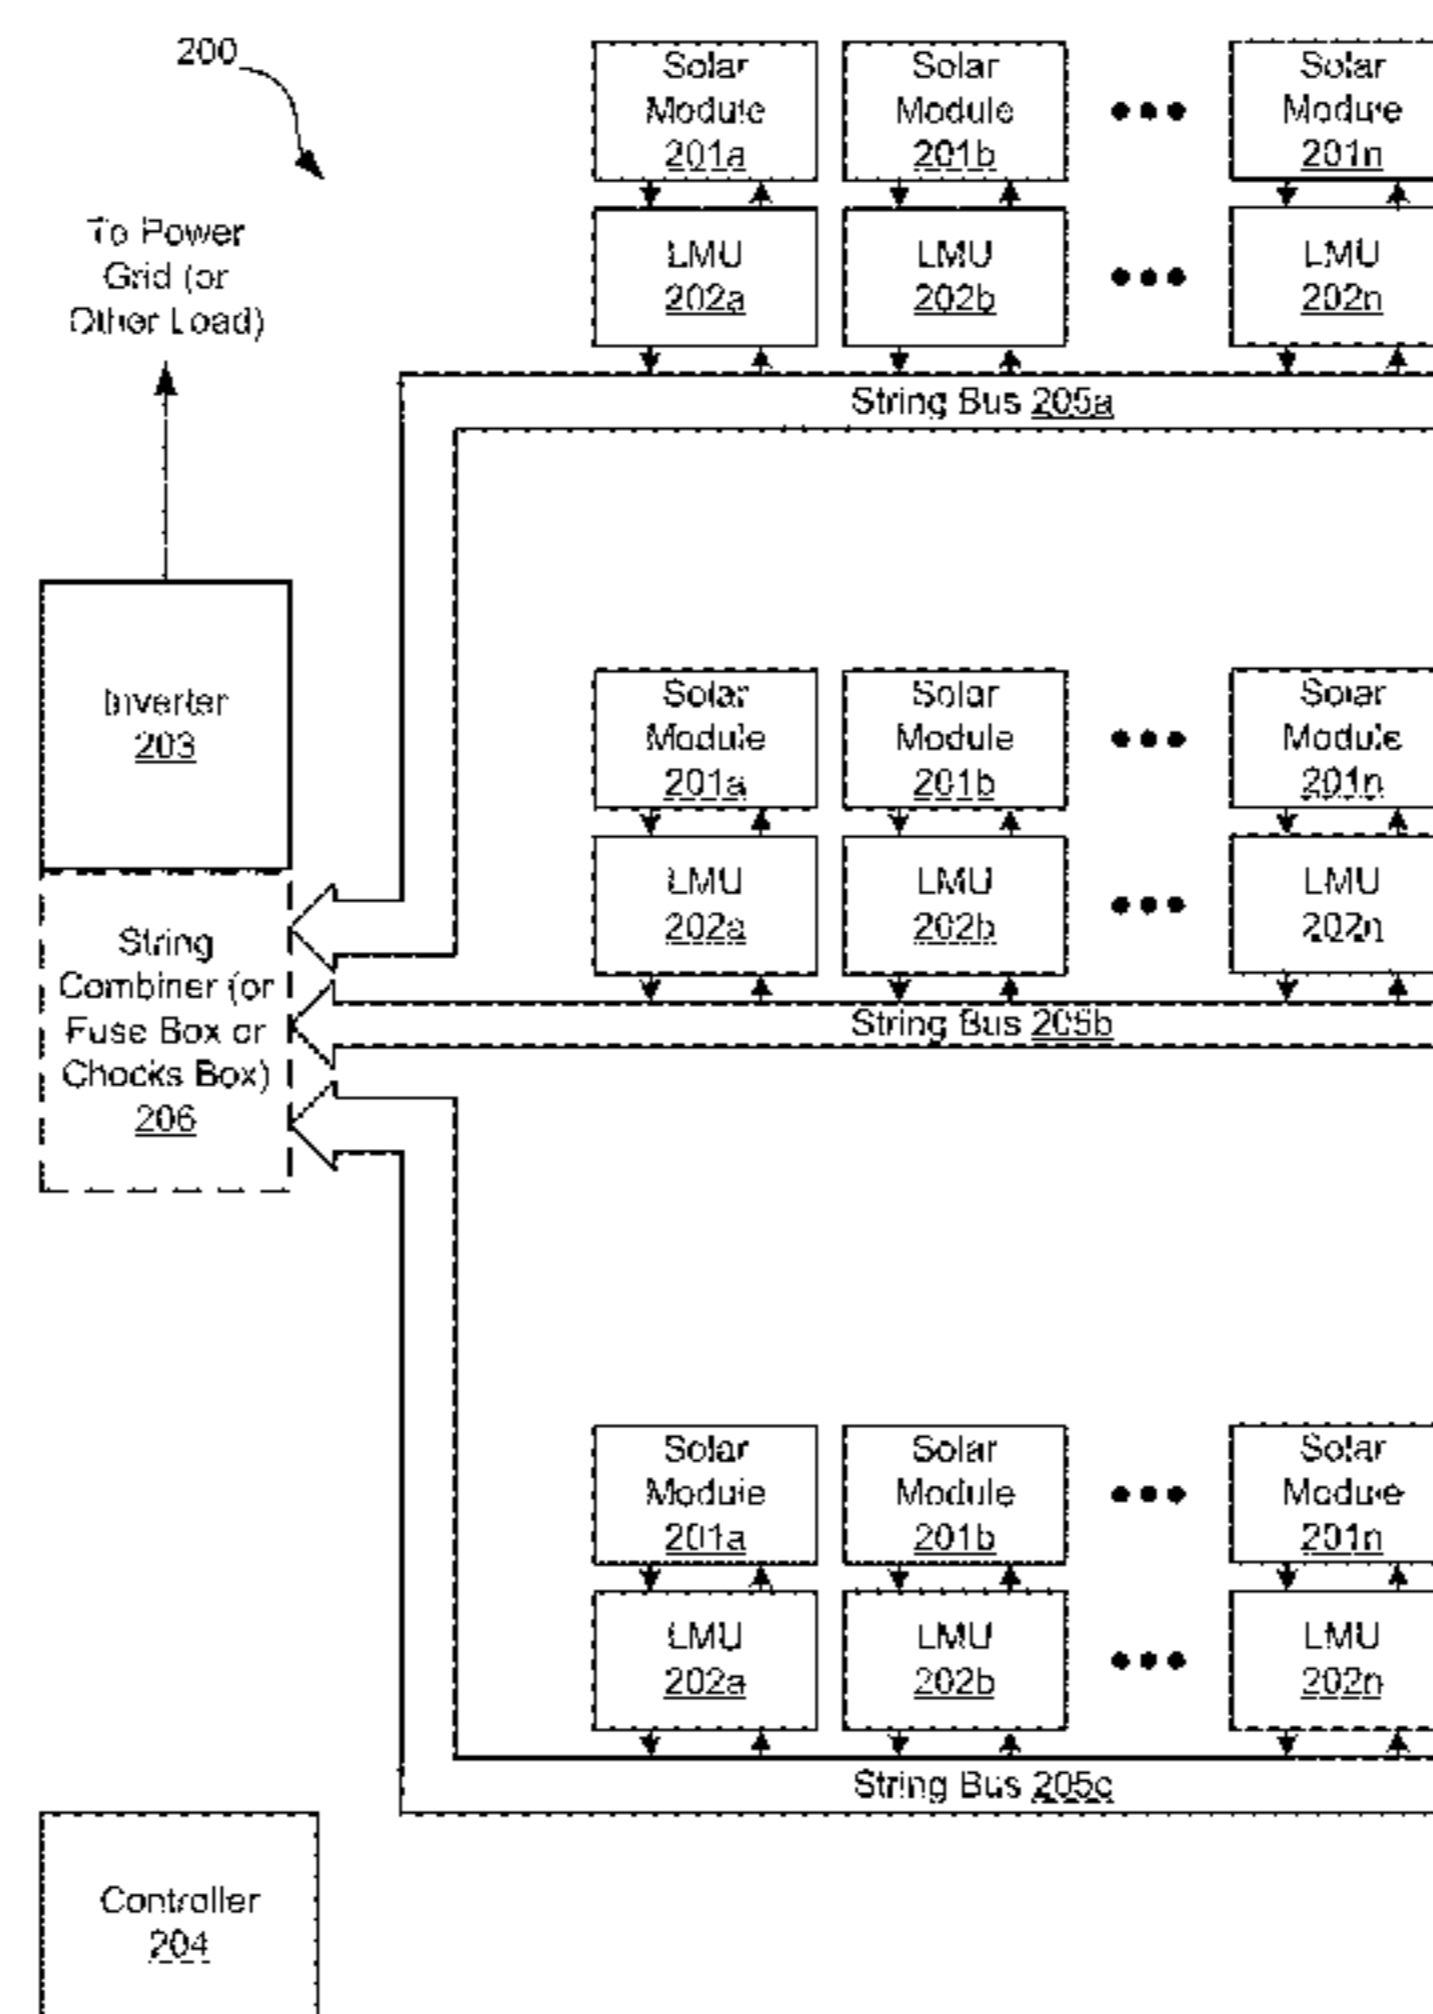 200
To Power
Grid (or
Other Load)
Solar
Module
201a
Solar
Module
201b
Solar
Module
201n
LMU
202a
LMU
202b
LMU
202n
String Bus 205a
Inverter
203
String
Combiner (or
Fuse Box or
Chocks Box)
206
Solar
Module
201a
Solar
Module
201b
Solar
Module
201n
LMU
202a
LMU
202b
LMU
202n
String Bus 205b
Solar
Module
201a
Solar
Module
201b
Solar
Module
201n
LMU
202a
LMU
202b
LMU
202n
String Bus 205c
Controller
204